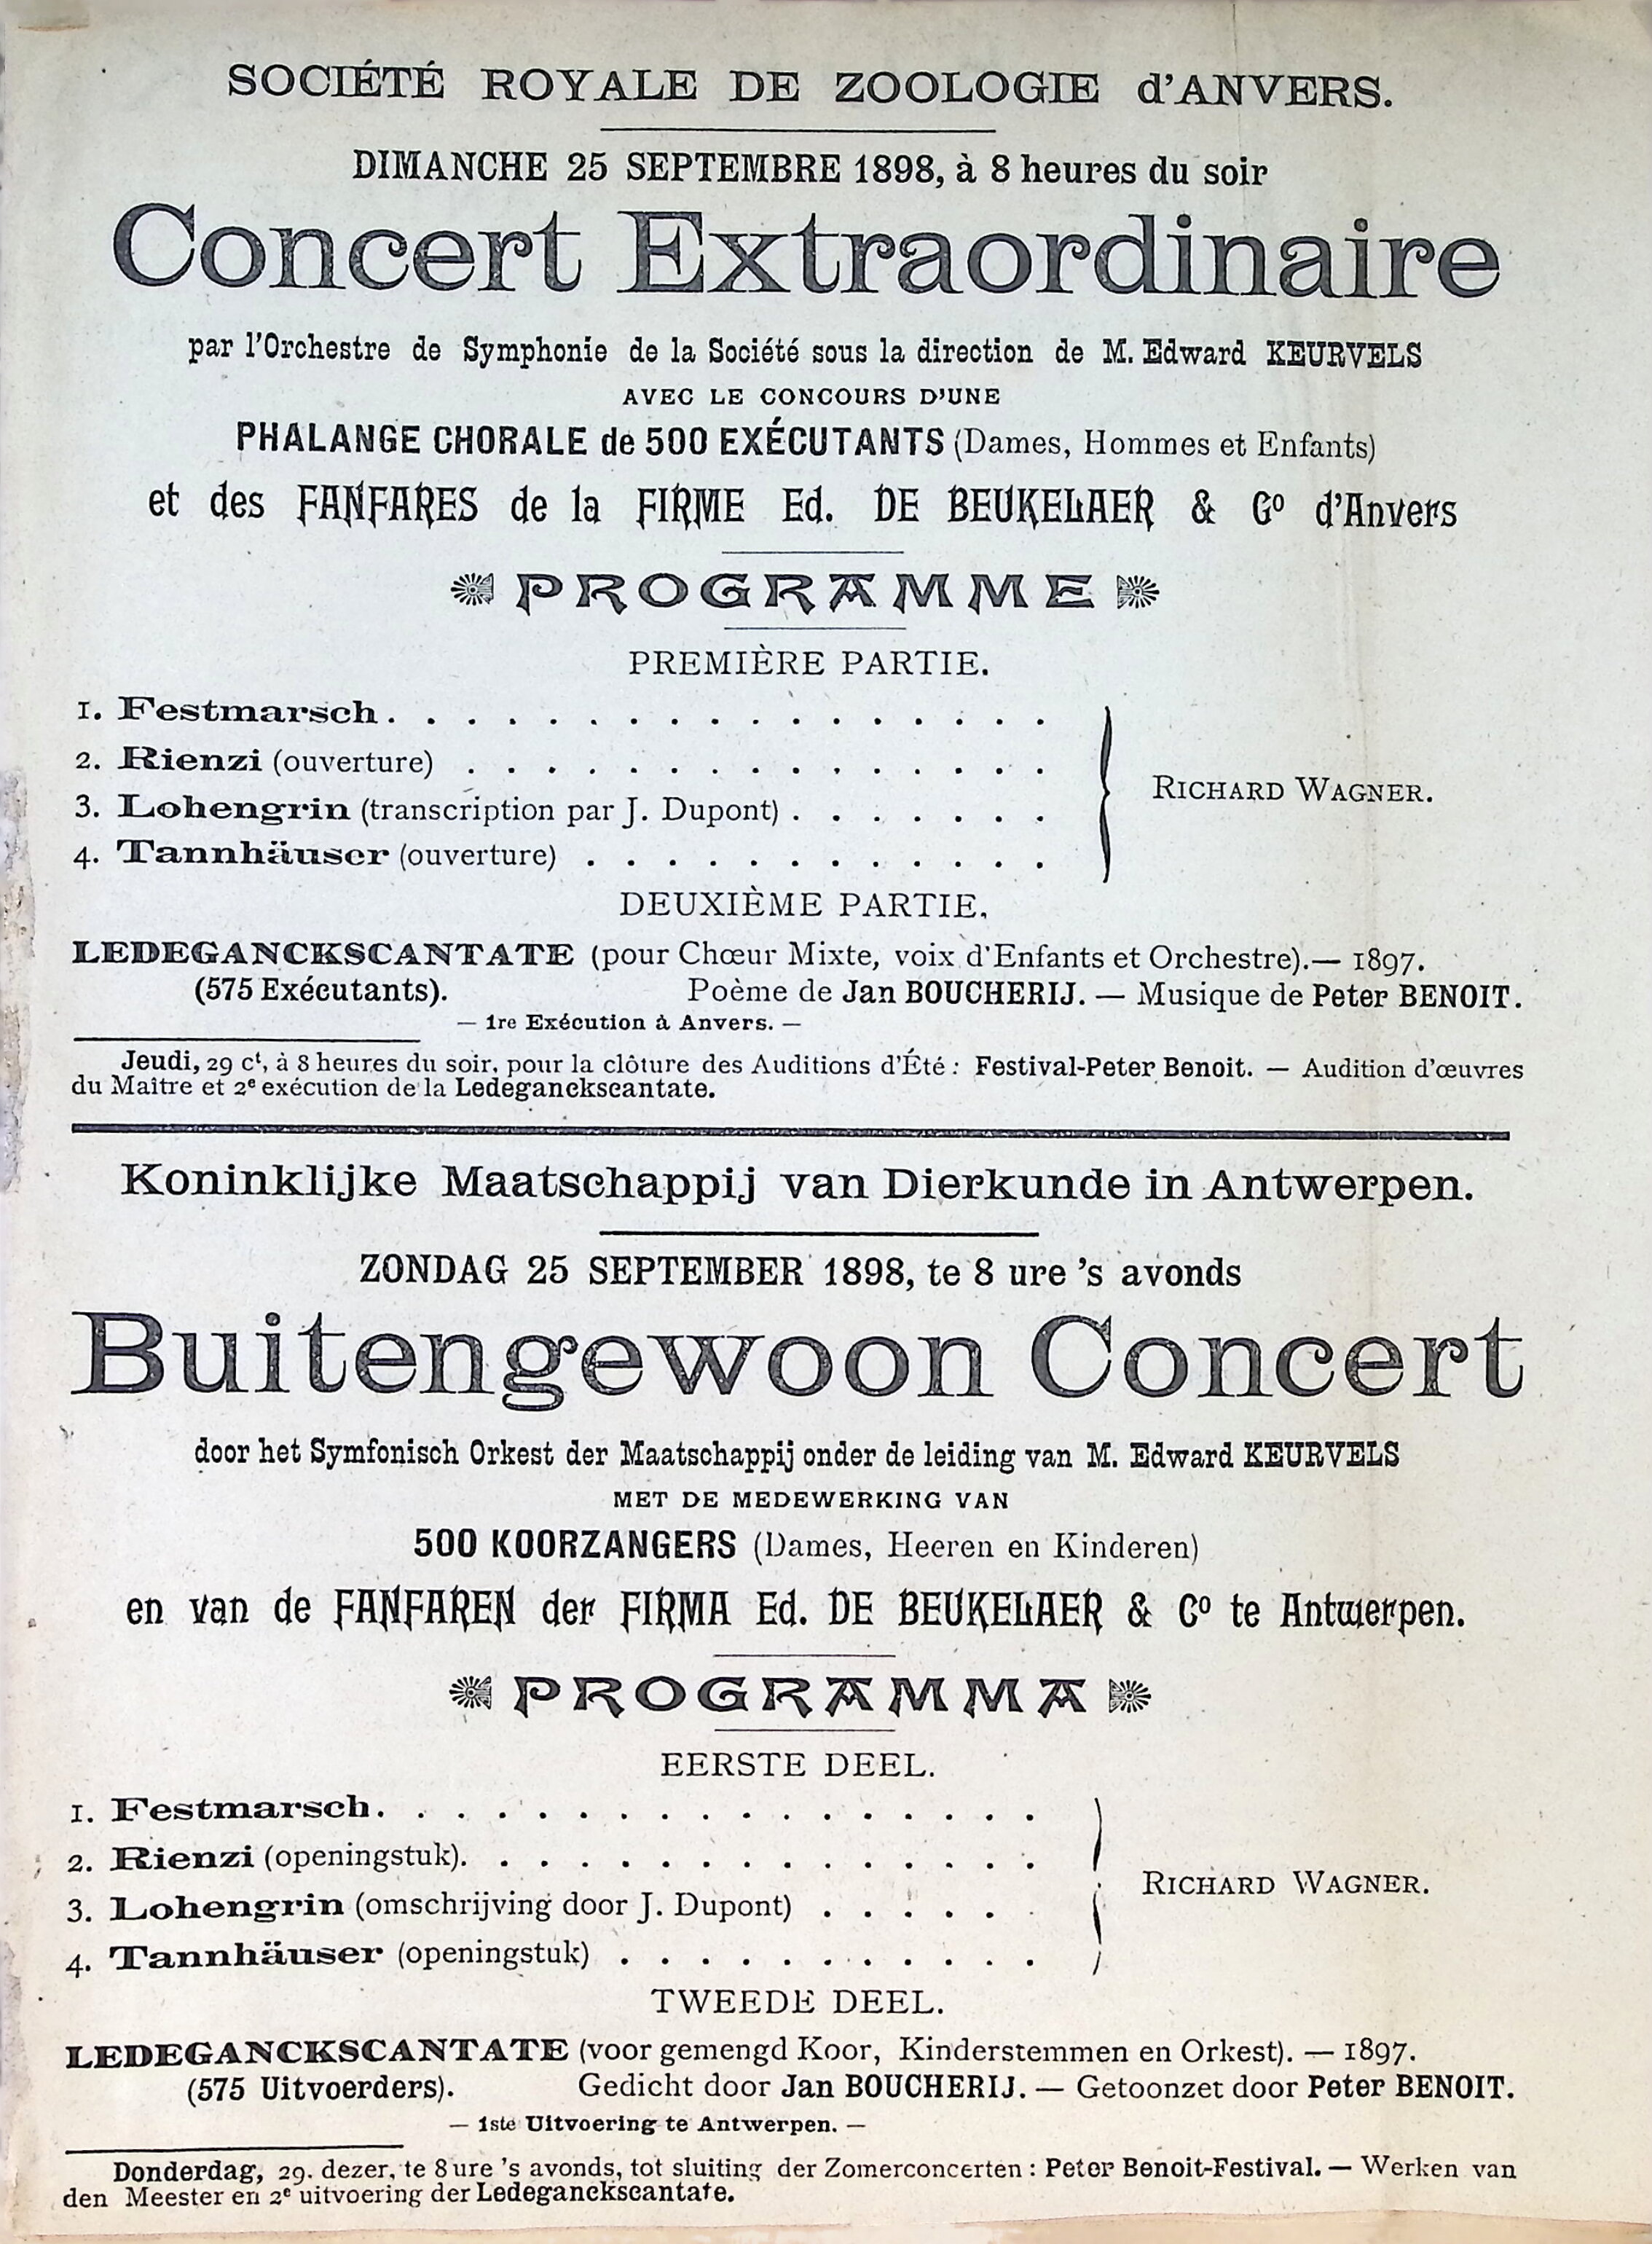 SOCIÉTÉ ROYALE DE ZOOLOGIE d'ANVERS.
DIMANCHE 25 SEPTEMBRE 1898, à 8 heures du soir
Concert Extraordinaire
par l'Orchestre de Symphonie de la Société sous la direction de M. Edward KEURVELS
AVEC LE CONCOURS D'UNE
PHALANGE CHORALE de 500 EXÉCUTANTS (Dames, Hommes et Enfants)
et des FANFARES de la FIRME Ed. DE BEUKELAER & Cº d'Anvers
PROGRAMME
PREMIÈRE PARTIE.
1. Festmarsch . . . . . . . . . . . . . . . . .
2. Rienzi (ouverture) . . . . . . . . . . . . . . .
RICHARD WAGNER.
3. Lohengrin (transcription par J. Dupont) . . . . . . .
4. Tannhäuser (ouverture) . . . . . . . . . . . .
DEUXIÈME PARTIE.
LEDEGANCKSCANTATE (pour Chœur Mixte, voix d'Enfants et Orchestre).— 1897.
(575 Exécutants). Poème de Jan BOUCHERIJ. — Musique de Peter BENOIT.
— 1re Exécution à Anvers. —
Jeudi, 29 ct, à 8 heures du soir, pour la clôture des Auditions d'Été : Festival-Peter Benoit. — Audition d'œuvres
du Maître et 2e exécution de la Ledeganckscantate.
Koninklijke Maatschappij van Dierkunde in Antwerpen.
ZONDAG 25 SEPTEMBER 1898, te 8 ure 's avonds
Buitengewoon Concert
door het Symfonisch Orkest der Maatschappij onder de leiding van M. Edward KEURVELS
MET DE MEDEWERKING VAN
500 KOORZANGERS (Dames, Heeren en Kinderen)
en van de FANFAREN der FIRMA Ed. DE BEUKELAER & Cº te Antwerpen.
PROGRAMMA
EERSTE DEEL.
1. Festmarsch. . . . . . . . . . . . . . . . .
2. Rienzi (openingstuk). . . . . . . . . . . . . . .
RICHARD WAGNER.
3. Lohengrin (omschrijving door J. Dupont) . . . . . .
4. Tannhäuser (openingstuk) . . . . . . . . . . .
TWEEDE DEEL.
LEDEGANCKSCANTATE (voor gemengd Koor, Kinderstemmen en Orkest). — 1897.
(575 Uitvoerders). Gedicht door Jan BOUCHERIJ. — Getoonzet door Peter BENOIT.
— 1ste Uitvoering te Antwerpen. —
Donderdag, 29. dezer, te 8 ure 's avonds, tot sluiting der Zomerconcerten : Peter Benoit-Festival. — Werken van
den Meester en 2e uitvoering der Ledeganckscantate.